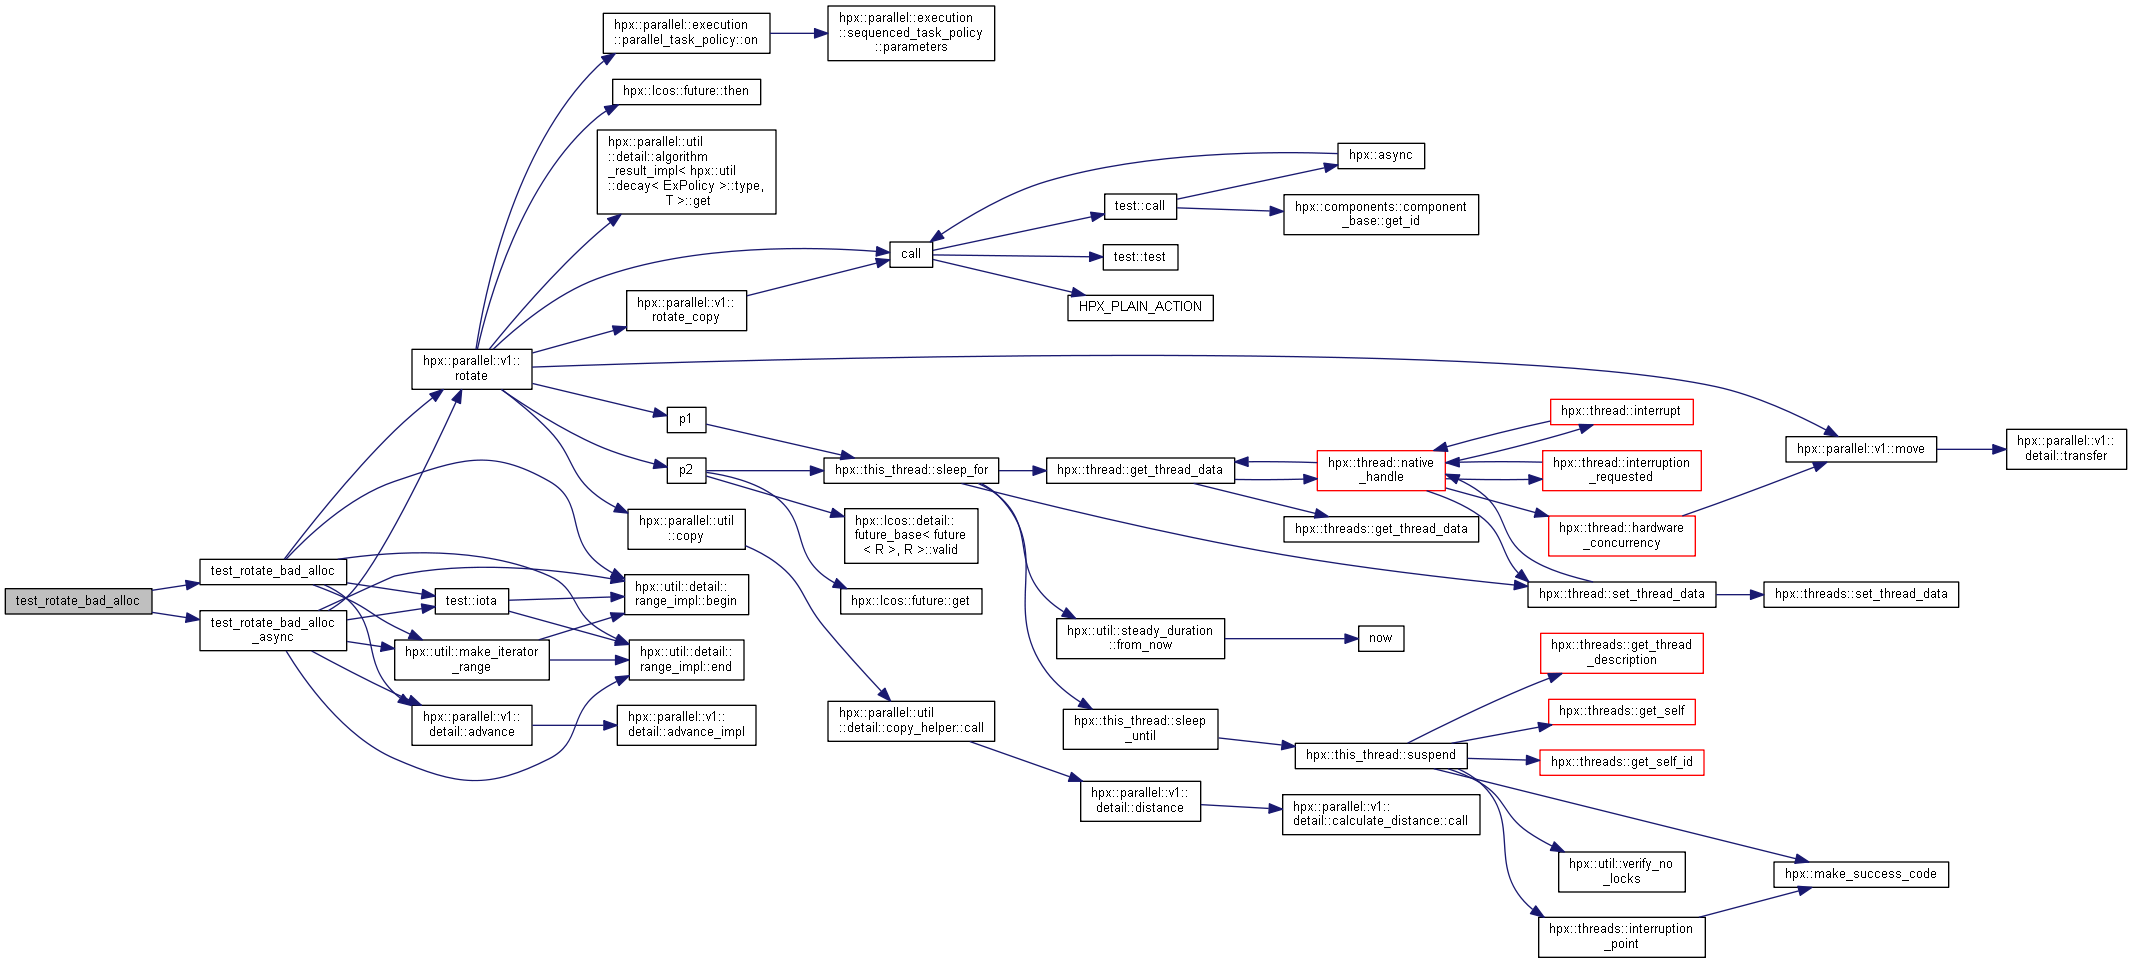 hpx::parallel::execution
::parallel_task_policy::on
hpx::parallel::execution
::sequenced_task_policy
::parameters
hpx::lcos::future::then
hpx::parallel::util
::detail::algorithm
_result_impl< hpx::util
::decay< ExPolicy >::type,
T >::get
hpx::async
test::call
hpx::components::component
_base::get_id
call
test::test
HPX_PLAIN_ACTION
hpx::parallel::v1::
rotate_copy
hpx::parallel::v1::
rotate
p1
p2
hpx::this_thread::sleep_for
hpx::thread::get_thread_data
hpx::thread::native
_handle
hpx::thread::interrupt
hpx::thread::interruption
_requested
hpx::thread::hardware
_concurrency
hpx::parallel::v1::move
hpx::parallel::v1::
detail::transfer
hpx::parallel::util
::copy
hpx::lcos::detail::
future_base< future
< R >, R >::valid
hpx::threads::get_thread_data
test_rotate_bad_alloc
test_rotate_bad_alloc
test_rotate_bad_alloc
_async
test::iota
hpx::util::detail::
range_impl::begin
hpx::lcos::future::get
hpx::thread::set_thread_data
hpx::threads::set_thread_data
hpx::util::make_iterator
_range
hpx::util::detail::
range_impl::end
hpx::util::steady_duration
::from_now
now
hpx::threads::get_thread
_description
hpx::parallel::v1::
detail::advance
hpx::parallel::v1::
detail::advance_impl
hpx::parallel::util
::detail::copy_helper::call
hpx::this_thread::sleep
_until
hpx::this_thread::suspend
hpx::threads::get_self
hpx::threads::get_self_id
hpx::parallel::v1::
detail::distance
hpx::parallel::v1::
detail::calculate_distance::call
hpx::util::verify_no
_locks
hpx::make_success_code
hpx::threads::interruption
_point